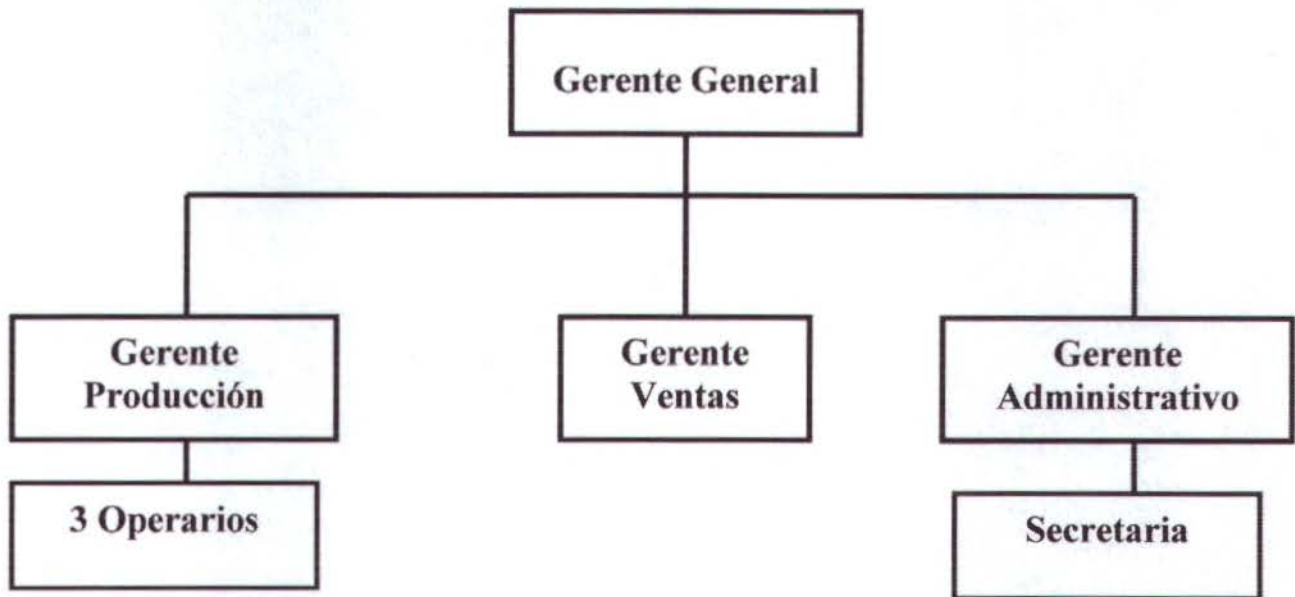 Gerente General
Gerente
Producción
Gerente
Ventas
Gerente
Administrativo
3 Operarios
Secretaria